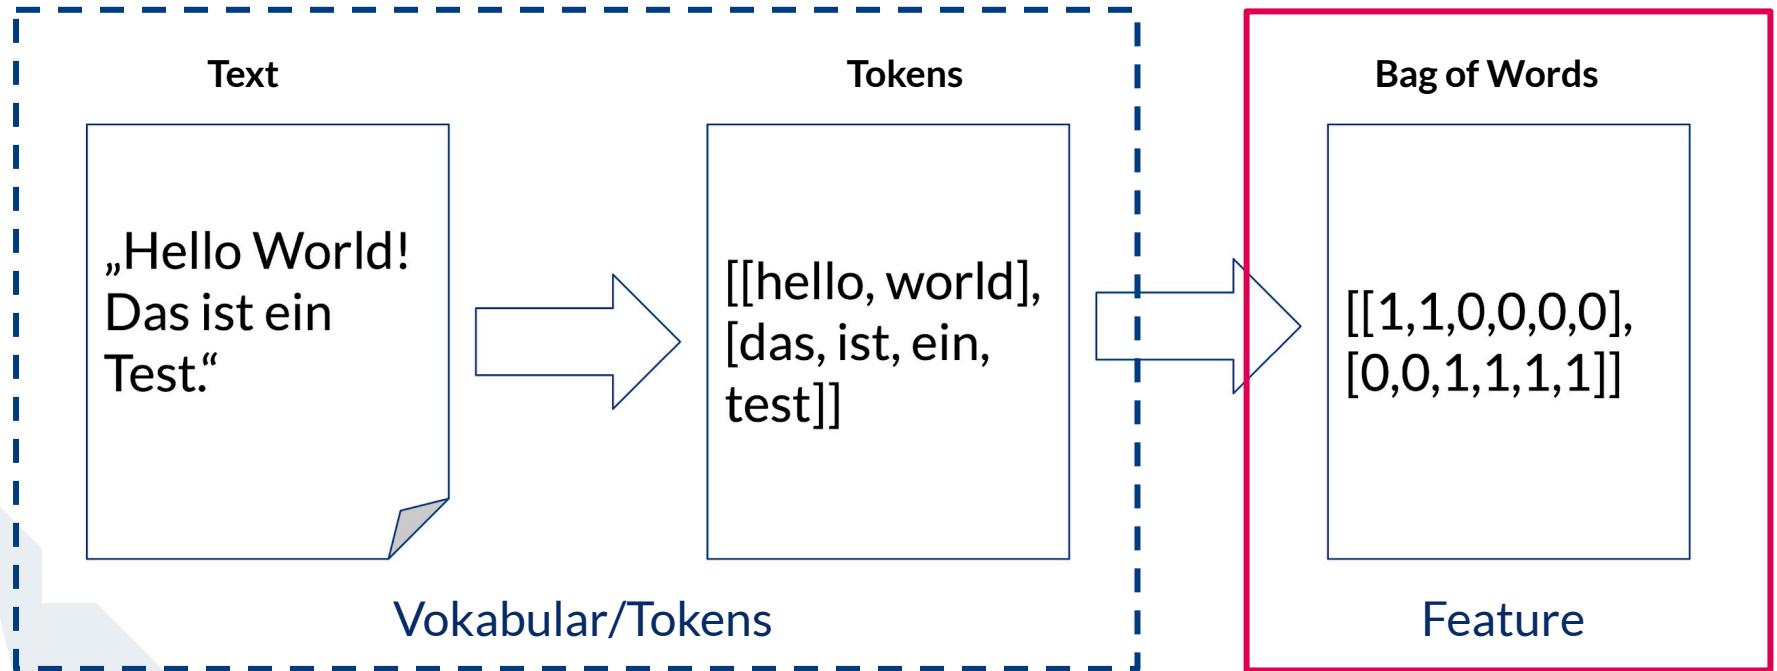 Text
„Hello World!
Das ist ein
Test.“
Tokens
[[hello, world],
[das, ist, ein,
test]]
Vokabular/Tokens
Bag of Words
[[1,1,0,0,0,0],
[0,0,1,1,1,1]]
Feature